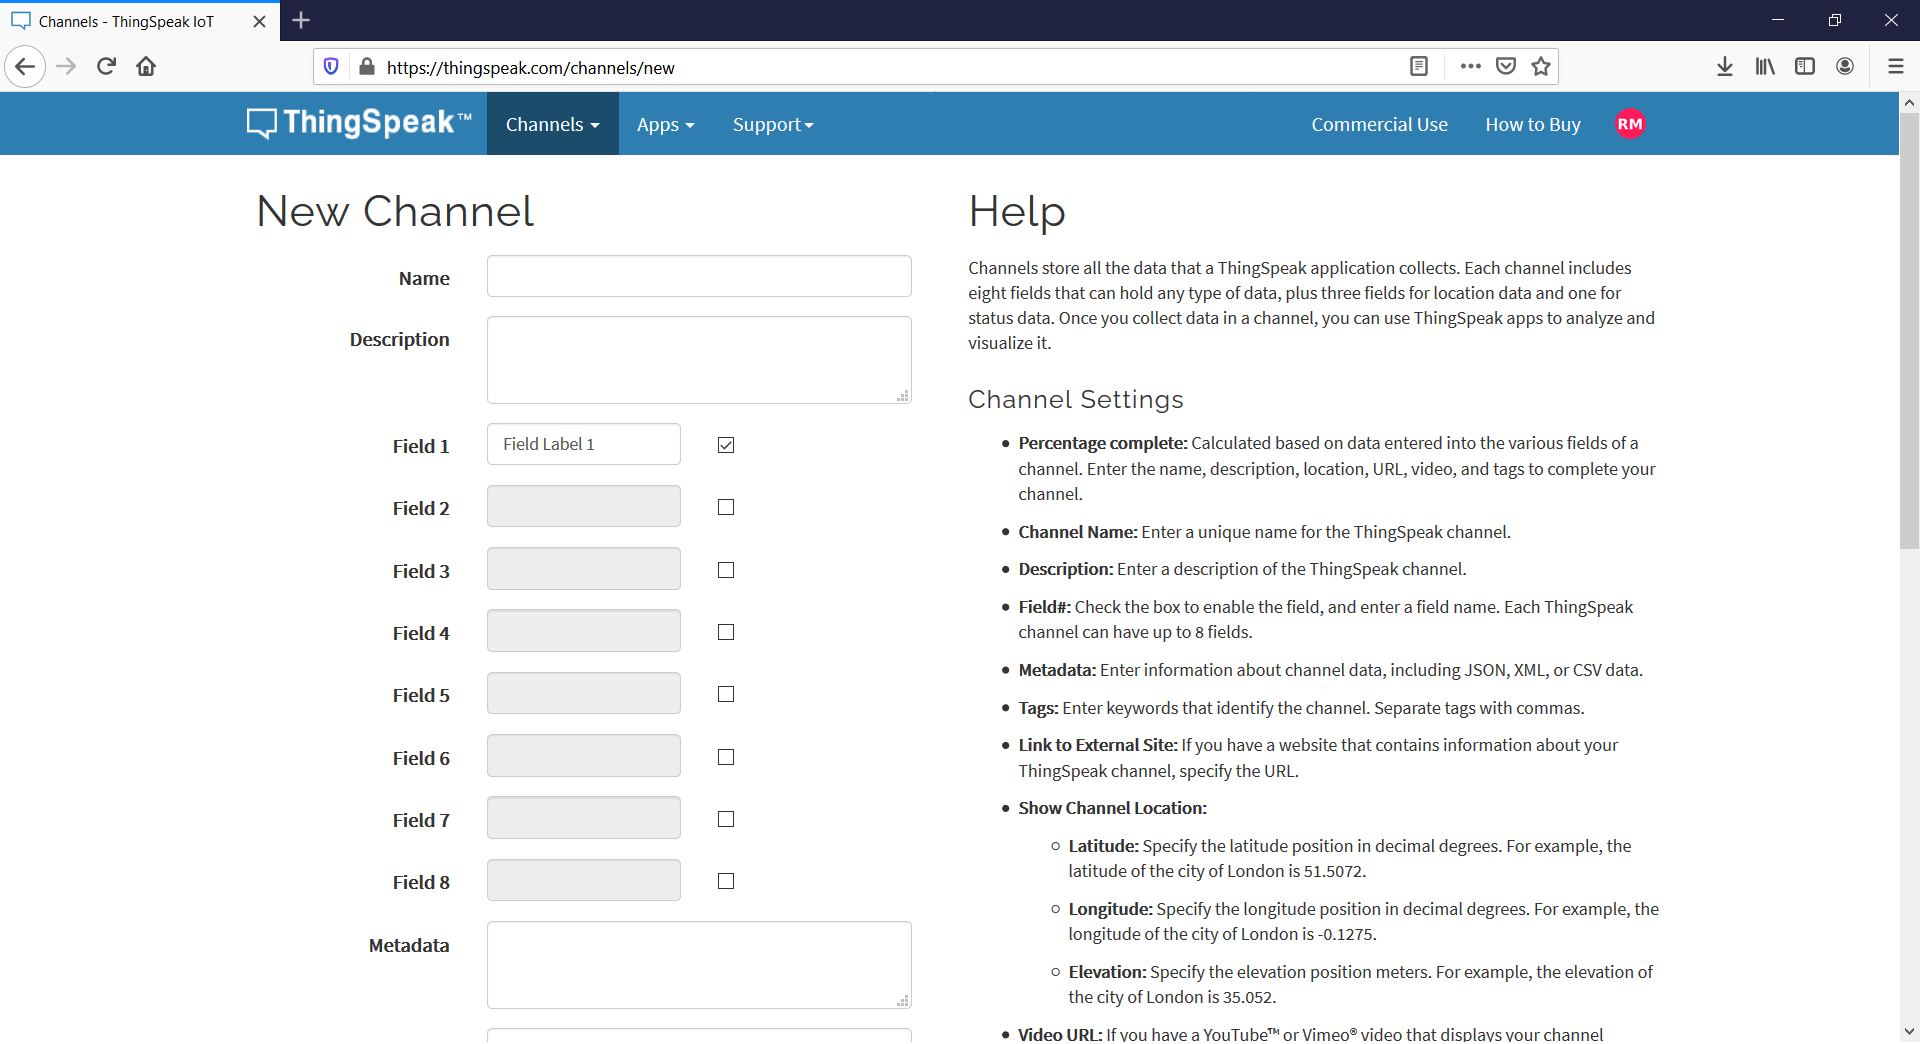 Channels - ThingSpeak IoT
https://thingspeak.com/channels/new
ThingSpeak™
Channels
Apps
Support
Commercial Use
How to Buy
RM
New Channel
Name
Description
Field 1
Field Label 1
Field 2
Field 3
Field 4
Field 5
Field 6
Field 7
Field 8
Metadata
Help
Channels store all the data that a ThingSpeak application collects. Each channel includes
eight fields that can hold any type of data, plus three fields for location data and one for
status data. Once you collect data in a channel, you can use ThingSpeak apps to analyze and
visualize it.
Channel Settings
• Percentage complete: Calculated based on data entered into the various fields of a
channel. Enter the name, description, location, URL, video, and tags to complete your
channel.
• Channel Name: Enter a unique name for the ThingSpeak channel.
• Description: Enter a description of the ThingSpeak channel.
• Field#: Check the box to enable the field, and enter a field name. Each ThingSpeak
channel can have up to 8 fields.
• Metadata: Enter information about channel data, including JSON, XML, or CSV data.
• Tags: Enter keywords that identify the channel. Separate tags with commas.
• Link to External Site: If you have a website that contains information about your
ThingSpeak channel, specify the URL.
• Show Channel Location:
○ Latitude: Specify the latitude position in decimal degrees. For example, the
latitude of the city of London is 51.5072.
○ Longitude: Specify the longitude position in decimal degrees. For example, the
longitude of the city of London is -0.1275.
○ Elevation: Specify the elevation position meters. For example, the elevation of
the city of London is 35.052.
• Video URL: If you have a YouTube™ or Vimeo® video that displays your channel